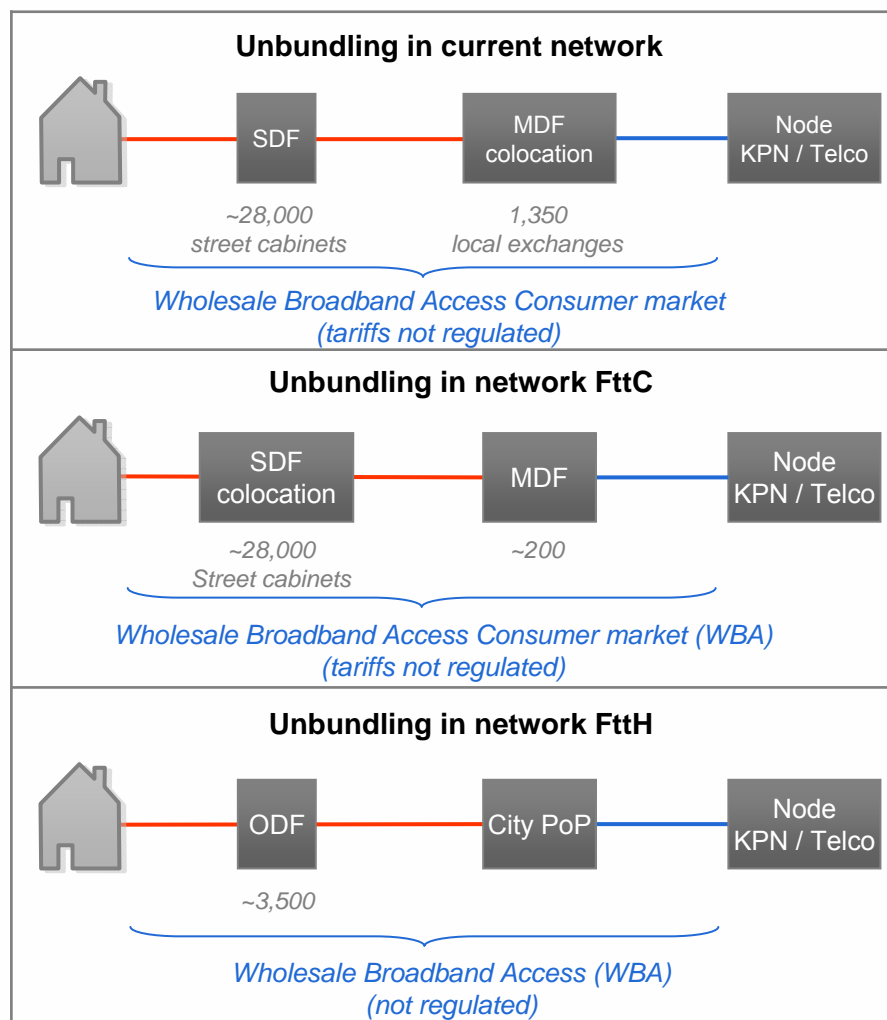 Unbundling in current network
SDF
MDF
colocation
Node
KPN / Telco
~28,000
street cabinets
1,350
local exchanges
Wholesale Broadband Access Consumer market
(tariffs not regulated)
Unbundling in network FttC
SDF
colocation
MDF
Node
KPN / Telco
~28,000
Street cabinets
~200
Wholesale Broadband Access Consumer market (WBA)
(tariffs not regulated)
Unbundling in network FttH
ODF
City PoP
Node
KPN / Telco
~3,500
Wholesale Broadband Access (WBA)
(not regulated)